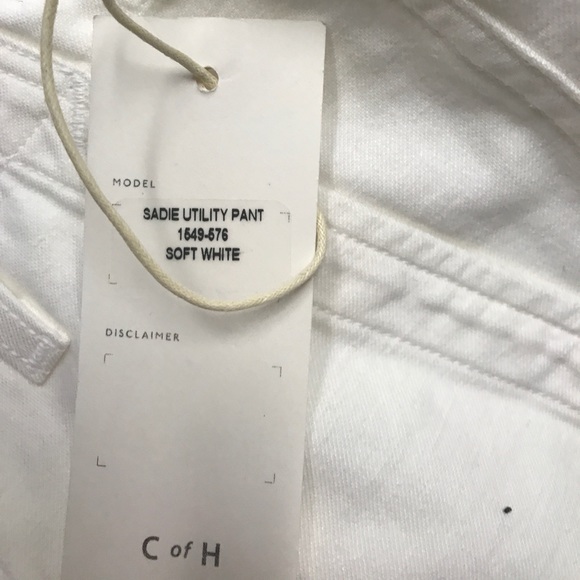 MODEL
SADIE UTILITY PANT
1549-576
SOFT WHITE
DISCLAIMER
C of H